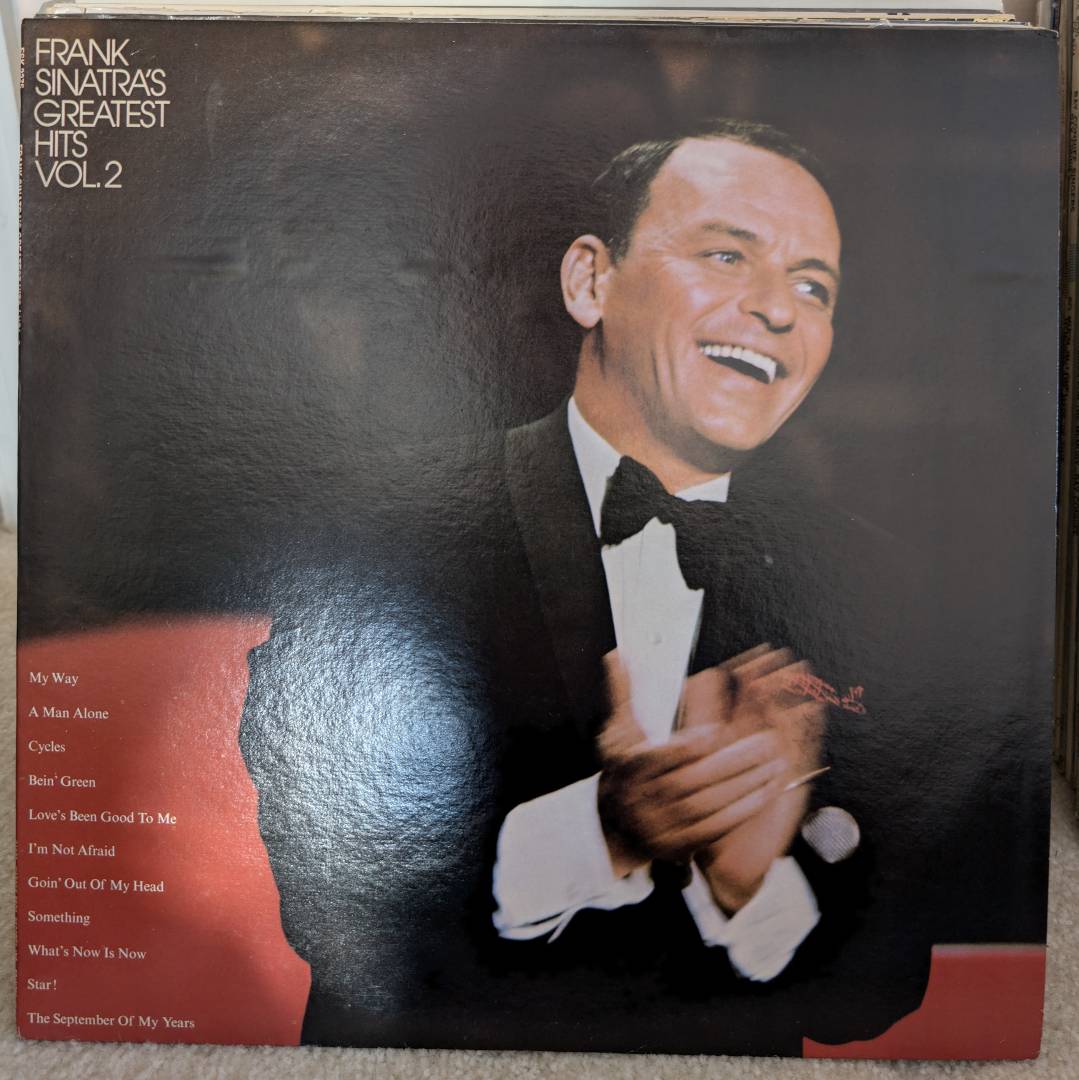 FRANK
SINATRA'S
GREATEST
HITS
VOL. 2
My Way
A Man Alone
Cycles
Bein' Green
Love's Been Good To Me
I'm Not Afraid
Goin' Out Of My Head
Something
What's Now Is Now
Star!
The September Of My Years